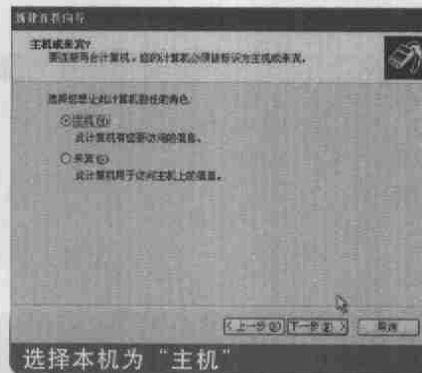 新建连接向导
主机或来宾?
要连接两台计算机，您的计算机必须被标识为主机或来宾。
选择您想让此计算机担任的角色:
主机(H)
此计算机有您要访问的信息。
来宾(G)
此计算机用于访问主机上的信息。
< 上一步(B) 下一步(N) > 取消
选择本机为“主机”